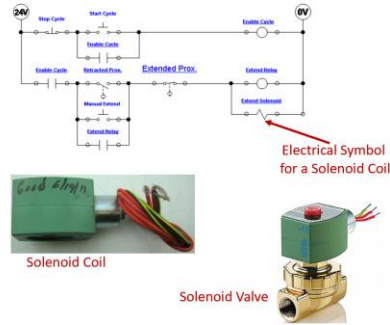 24V
0V
Stop Cycle
Start Cycle
Enable Cycle
Enable Cycle
Enable Cycle
Retracted Prox.
Extended Prox.
Extend Relay
Manual Extend
Extend Solenoid
Extend Relay
Electrical Symbol
for a Solenoid Coil
Good
Solenoid Coil
Solenoid Valve